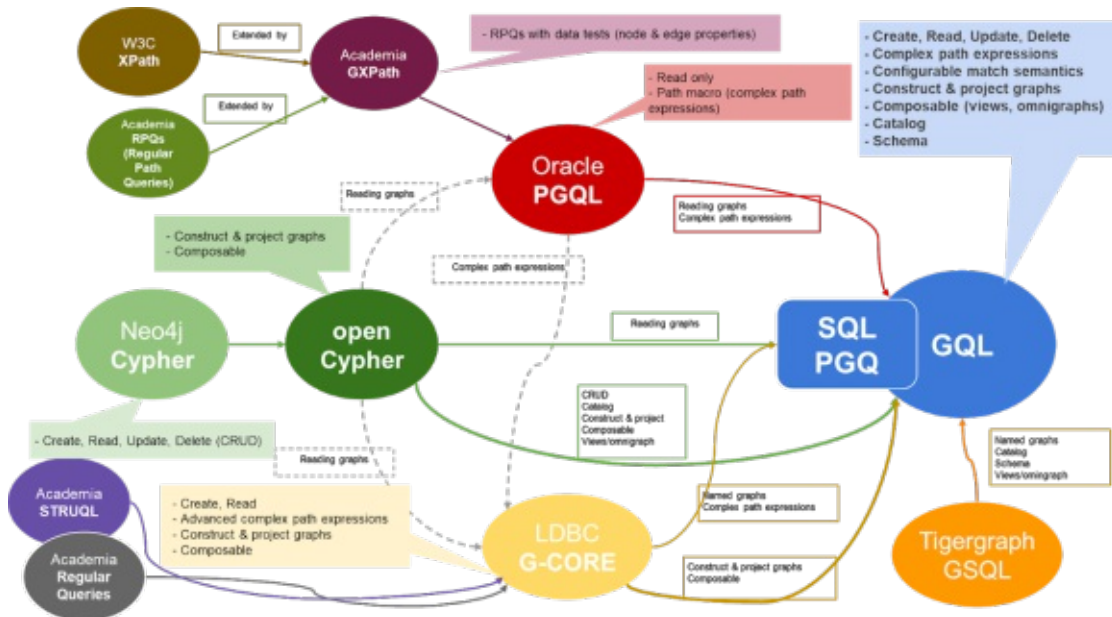 W3C
XPath
Extended by
Academia
GXPath
- RPQs with data tests (node & edge properties)
- Create, Read, Update, Delete
- Complex path expressions
- Configurable match semantics
- Construct & project graphs
- Composable (views, omnigraphs)
- Catalog
- Schema
- Read only
- Path macro (complex path
expressions)
Extended by
Academia
RPQs
(Regular
Path
Queries)
Oracle
PGQL
Reading graphs
Reading graphs
Complex path expressions
- Construct & project graphs
- Composable
Complex path expressions
Neo4j
Cypher
open
Cypher
Reading graphs
SQL
PGQ
GQL
CRUD
Catalog
Construct & project
Composable
Views/omnigraph
- Create, Read, Update, Delete (CRUD)
Reading graphs
Named graphs
Catalog
Schema
Views/omingraph
Academia
STRUQL
- Create, Read
- Advanced complex path expressions
- Construct & project graphs
- Composable
LDBC
G-CORE
Named graphs
Complex path expressions
Academia
Regular
Queries
Construct & project graphs
Composable
Tigergraph
GSQL